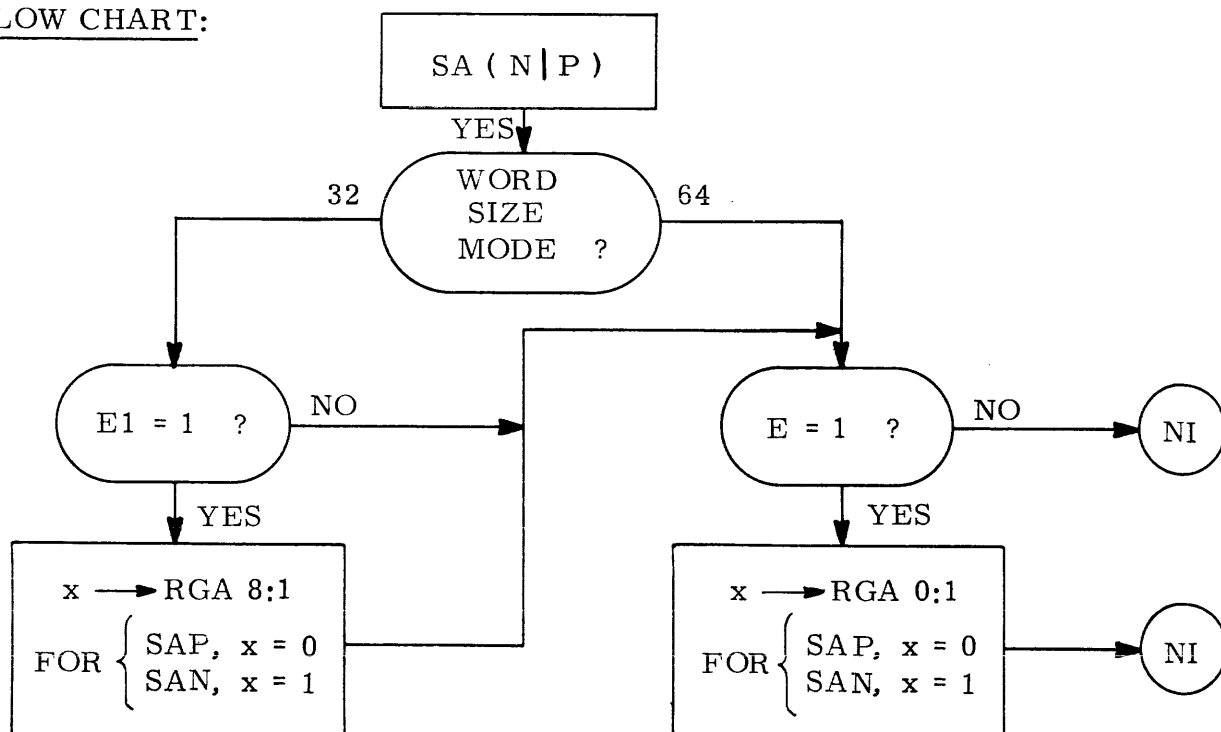 LOW CHART:
SA ( N | P )
YES
WORD
SIZE
MODE ?
32
64
E1 = 1 ?
NO
YES
x → RGA 8:1
FOR { SAP, x = 0
SAN, x = 1
E = 1 ?
NO
NI
YES
x → RGA 0:1
FOR { SAP, x = 0
SAN, x = 1
NI